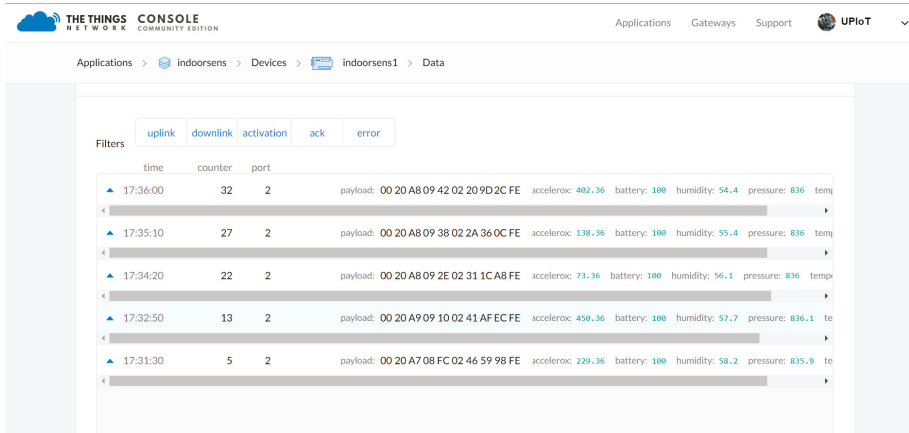 THE THINGS CONSOLE
NETWORK COMMUNITY EDITION
Applications Gateways Support UPIoT
Applications > indoorsens > Devices > indoorsens1 > Data
Filters uplink downlink activation ack error
time counter port
17:36:00 32 2 payload: 00 20 A8 09 42 02 20 9D 2C FE accelerox: 402.36 battery: 100 humidity: 54.4 pressure: 836 temp
17:35:10 27 2 payload: 00 20 A8 09 38 02 2A 36 0C FE accelerox: 138.36 battery: 100 humidity: 55.4 pressure: 836 temp
17:34:20 22 2 payload: 00 20 A8 09 2E 02 31 1C A8 FE accelerox: 73.36 battery: 100 humidity: 56.1 pressure: 836 tempe
17:32:50 13 2 payload: 00 20 A9 09 10 02 41 AF EC FE accelerox: 450.36 battery: 100 humidity: 57.7 pressure: 836.1 te
17:31:30 5 2 payload: 00 20 A7 08 FC 02 46 59 98 FE accelerox: 229.36 battery: 100 humidity: 58.2 pressure: 835.9 te